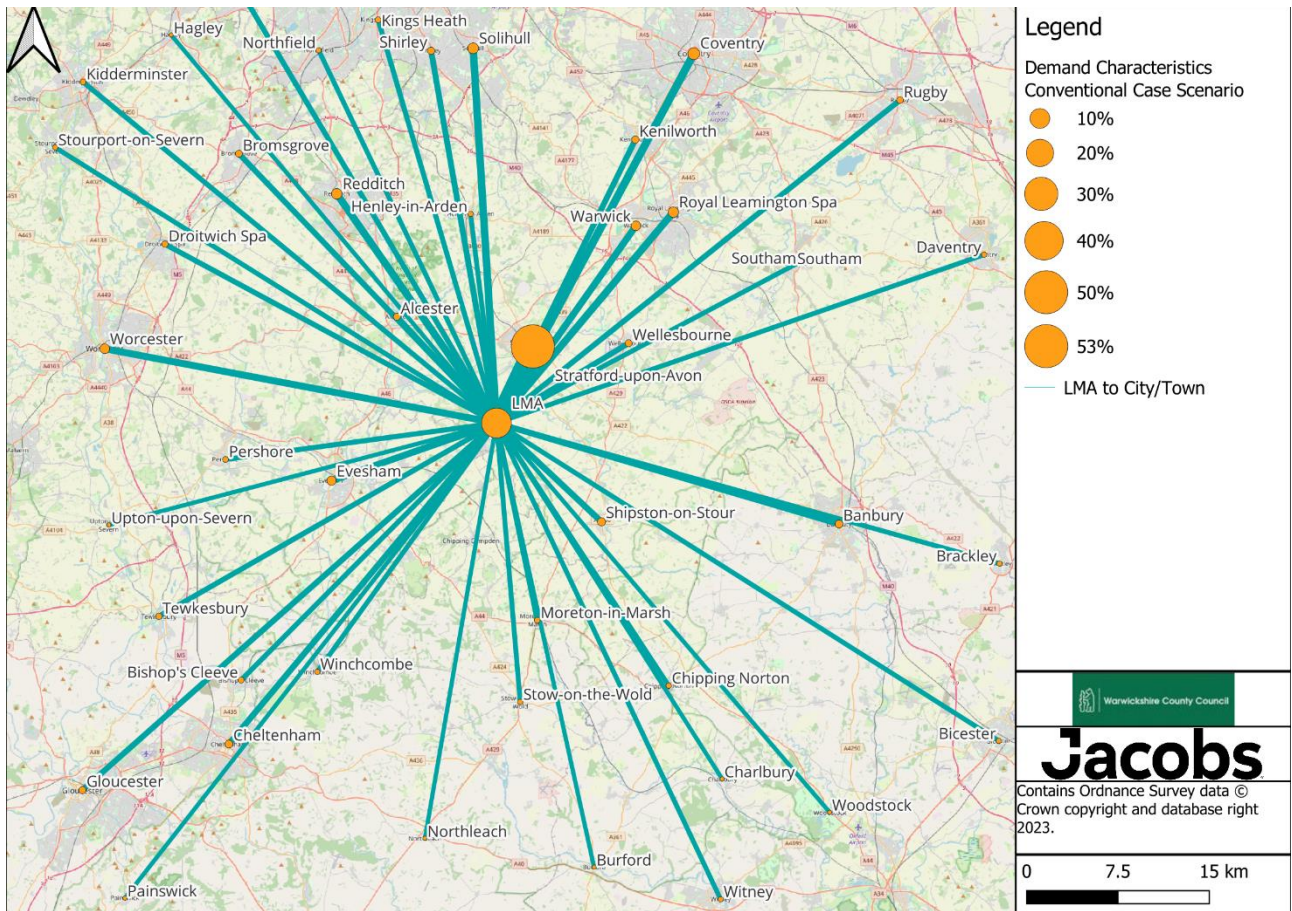 Hagley
Kings Heath
Northfield
Shirley
Solihull
Coventry
Kidderminster
Rugby
Stourport-on-Severn
Bromsgrove
Kenilworth
Redditch
Henley-in-Arden
Royal Leamington Spa
Warwick
Droitwich Spa
Southam
Southam
Daventry
Alcester
Worcester
Wellesbourne
Stratford-upon-Avon
LMA
Pershore
Evesham
Upton-upon-Severn
Shipston-on-Stour
Banbury
Chipping Campden
Brackley
Tewkesbury
Moreton-in-Marsh
Bishop's Cleeve
Winchcombe
Chipping Norton
Stow-on-the-Wold
Cheltenham
Bicester
Gloucester
Charlbury
Woodstock
Northleach
Burford
Painswick
Witney
Legend
Demand Characteristics
Conventional Case Scenario
10%
20%
30%
40%
50%
53%
LMA to City/Town
Warwickshire County Council
Jacobs
Contains Ordnance Survey data ©
Crown copyright and database right
2023.
0 7.5 15 km